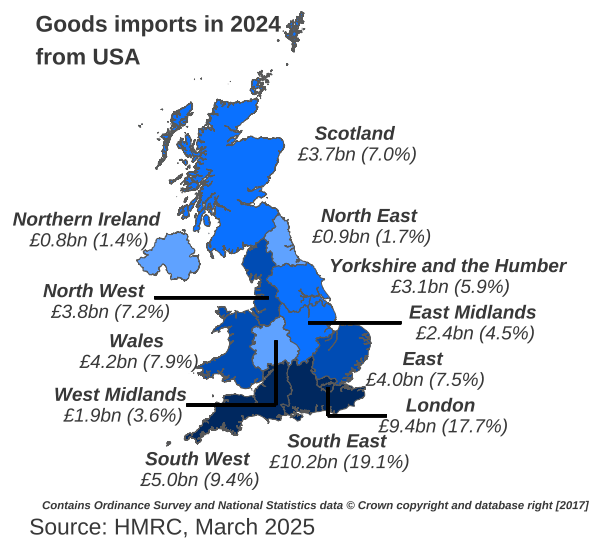 Goods imports in 2024
from USA
Scotland
£3.7bn (7.0%)
Northern Ireland
£0.8bn (1.4%)
North East
£0.9bn (1.7%)
Yorkshire and the Humber
£3.1bn (5.9%)
North West
£3.8bn (7.2%)
East Midlands
£2.4bn (4.5%)
Wales
£4.2bn (7.9%)
East
£4.0bn (7.5%)
West Midlands
£1.9bn (3.6%)
London
£9.4bn (17.7%)
South East
£10.2bn (19.1%)
South West
£5.0bn (9.4%)
Contains Ordinance Survey and National Statistics data © Crown copyright and database right [2017]
Source: HMRC, March 2025